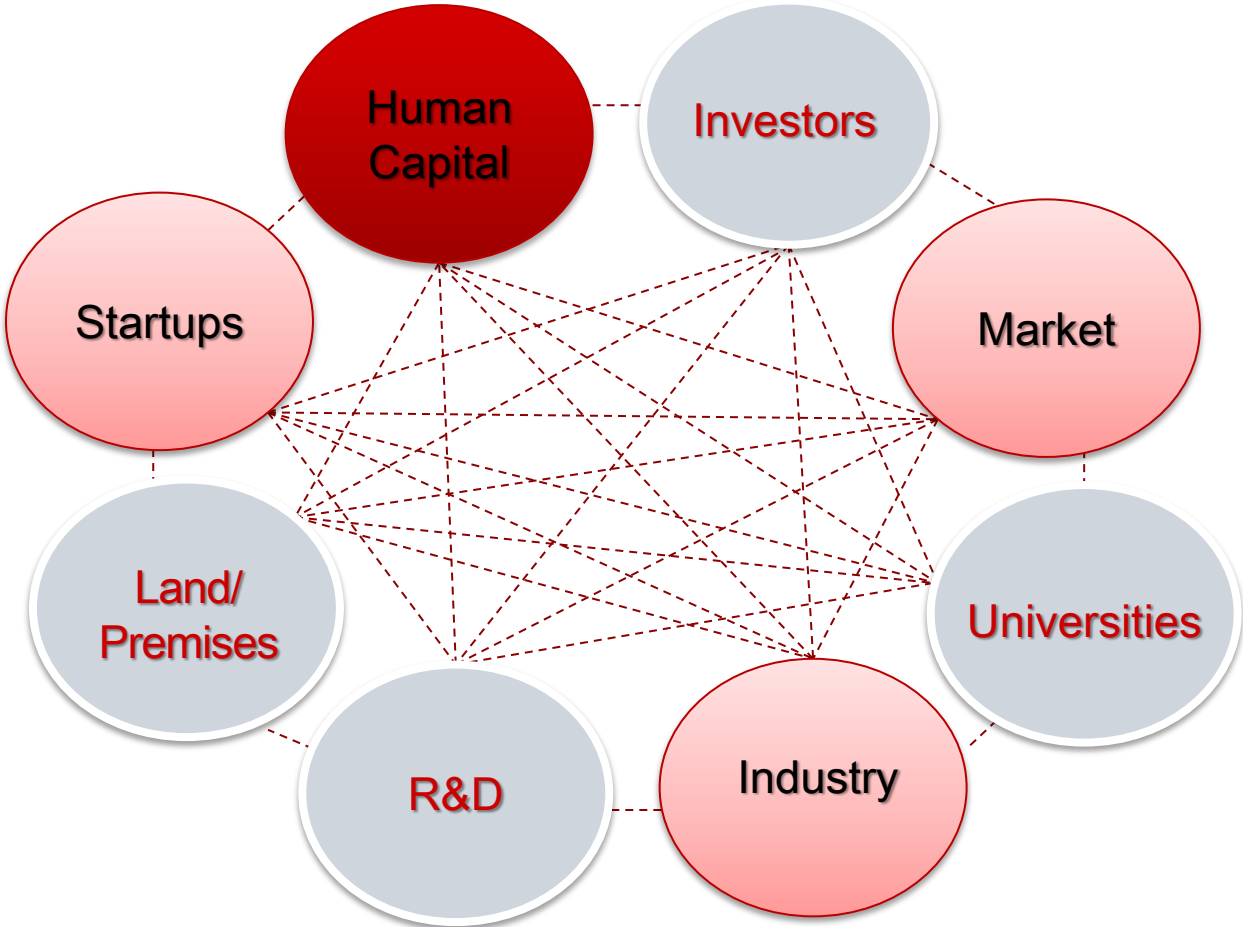 Human
Capital
Investors
Startups
Market
Land/
Premises
Universities
R&D
Industry